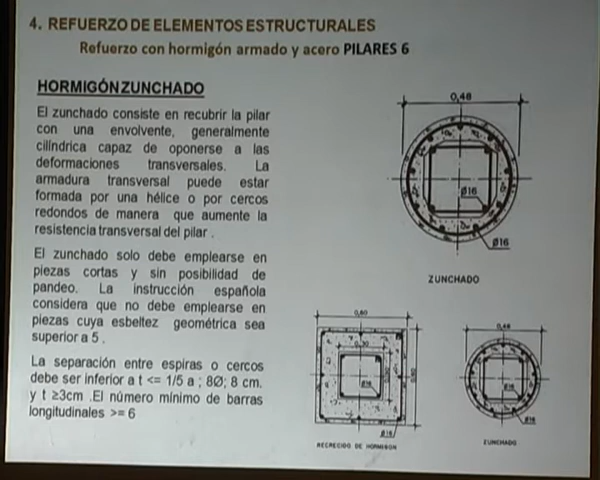 4. REFUERZO DE ELEMENTOS ESTRUCTURALES
Refuerzo con hormigón armado y acero PILARES 6
HORMIGÓN ZUNCHADO
El zunchado consiste en recubrir la pilar
con una envolvente, generalmente
cilíndrica capaz de oponerse a las
deformaciones transversales. La
armadura transversal puede estar
formada por una hélice o por cercos
redondos de manera que aumente la
resistencia transversal del pilar .
El zunchado solo debe emplearse en
piezas cortas y sin posibilidad de
pandeo. La instrucción española
considera que no debe emplearse en
piezas cuya esbeltez geométrica sea
superior a 5 .
La separación entre espiras o cercos
debe ser inferior a t <= 1/5 a ; 8Ø; 8 cm.
y t ≥3cm .El número mínimo de barras
longitudinales >= 6
0,48
Ø16
Ø16
ZUNCHADO
0,60
Ø16
Ø16
RECRECIDO DE HORMIGON
0,48
Ø16
Ø16
ZUNCHADO